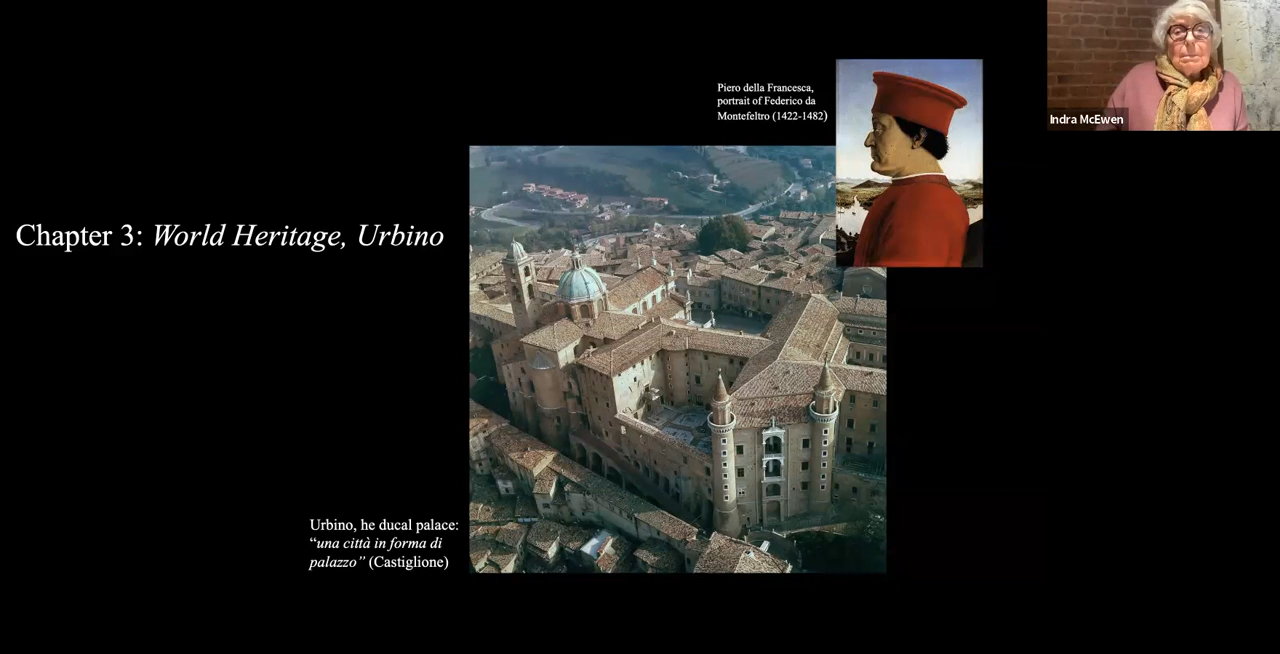 Piero della Francesca,
portrait of Federico da
Montefeltro (1422-1482)
Indra McEwen
Chapter 3: World Heritage, Urbino
Urbino, he ducal palace:
“una città in forma di
palazzo” (Castiglione)